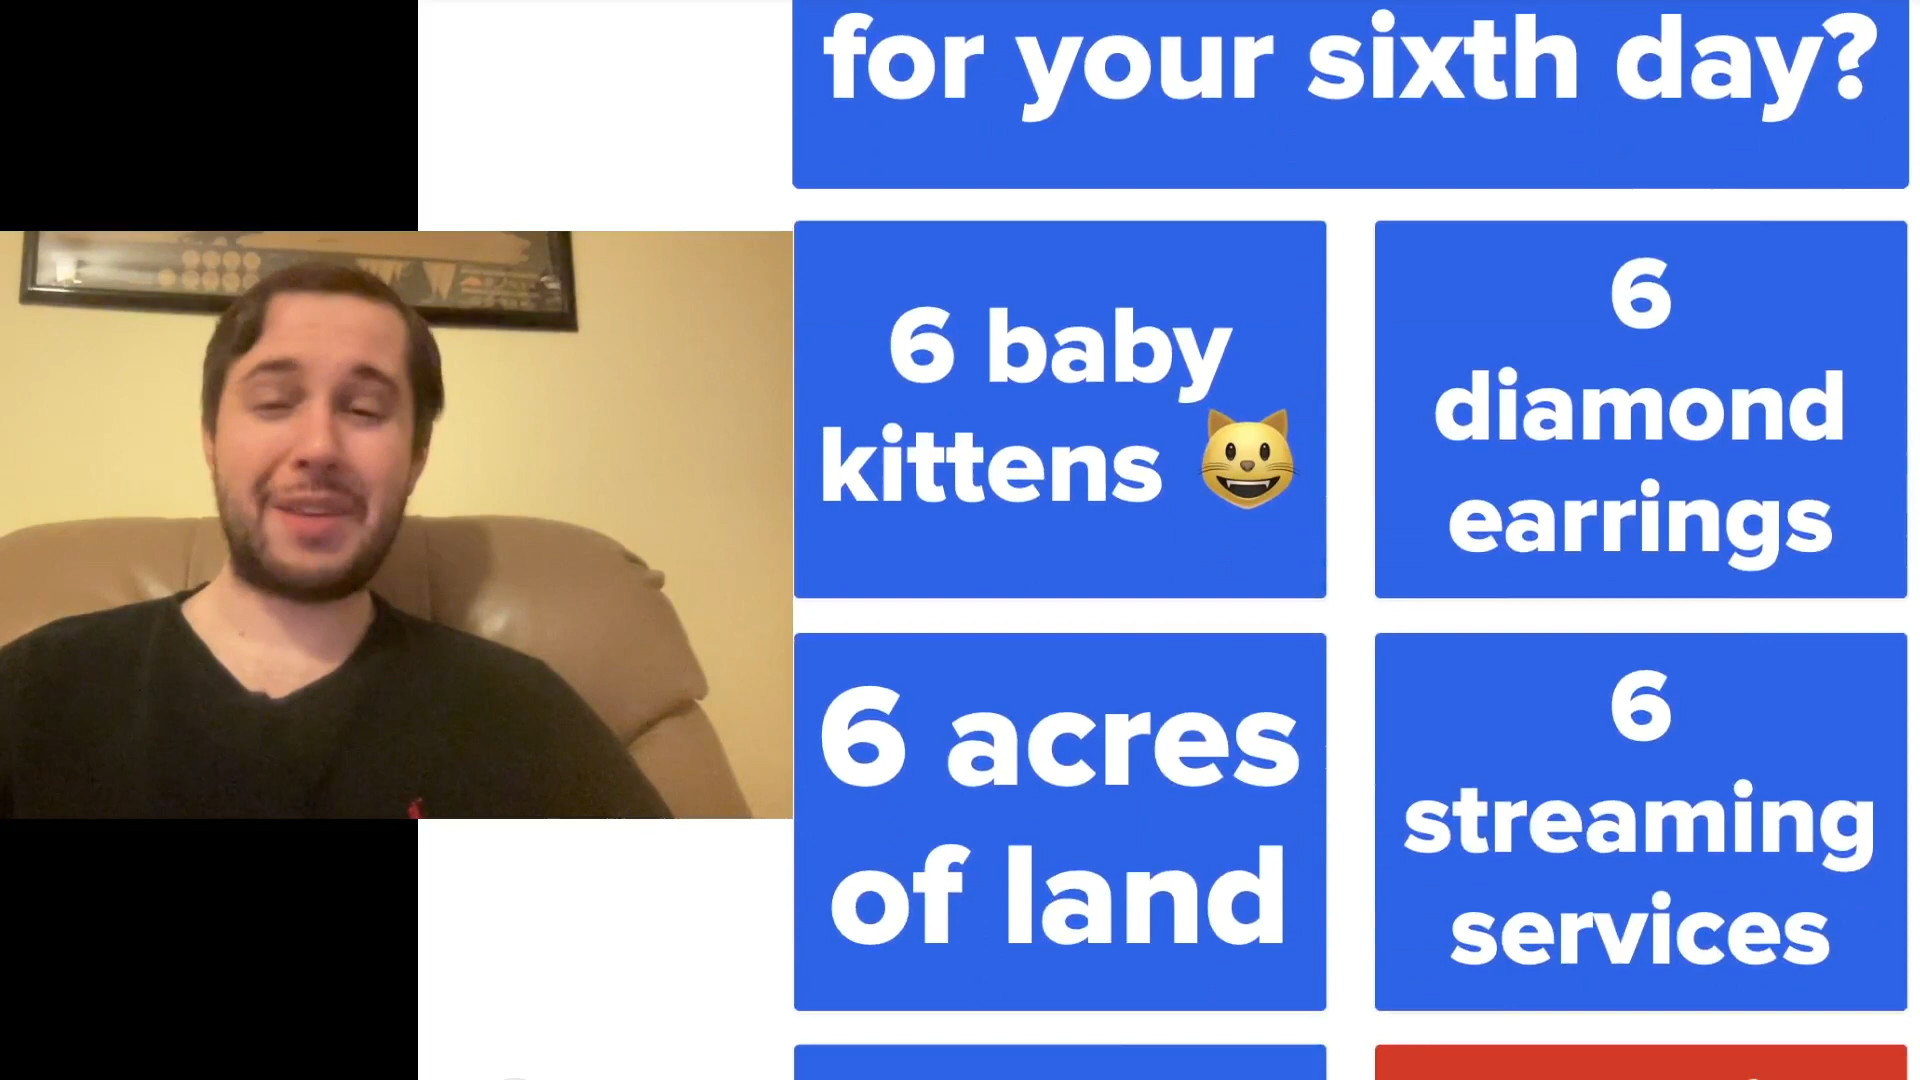 for your sixth day?
6 baby
kittens
6
diamond
earrings
6 acres
of land
6
streaming
services